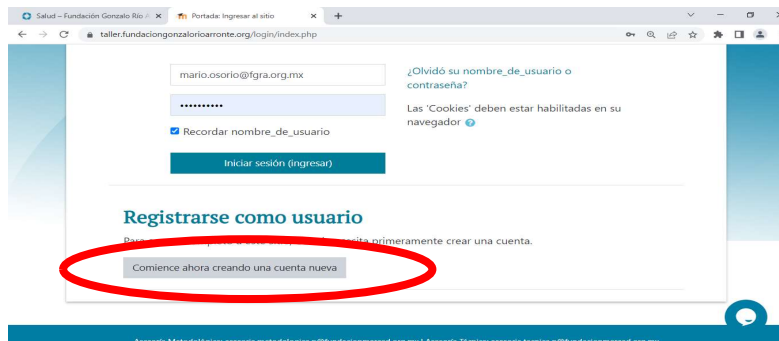 Salud – Fundación Gonzalo Río A
Portada: Ingresar al sitio
taller.fundaciongonzalorioarronte.org/login/index.php
mario.osorio@fgra.org.mx
¿Olvidó su nombre_de_usuario o
contraseña?
••••••••••
Las 'Cookies' deben estar habilitadas en su
navegador
Recordar nombre_de_usuario
Iniciar sesión (ingresar)
Registrarse como usuario
Para primeramente crear una cuenta.
Comience ahora creando una cuenta nueva